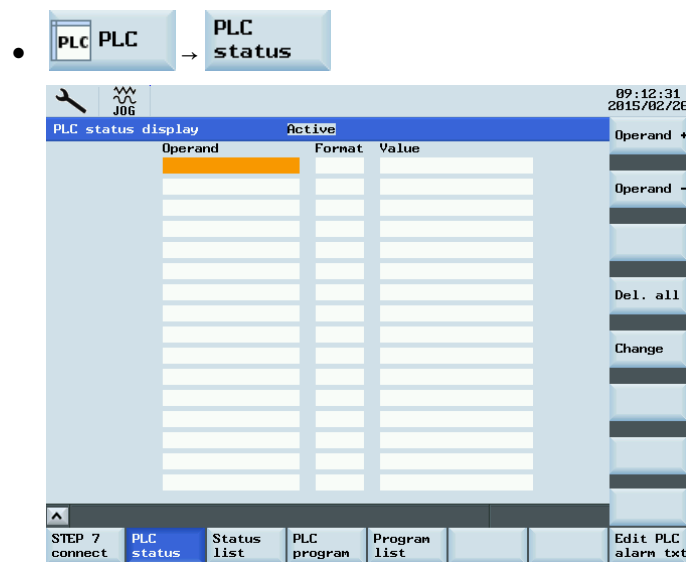 PLC PLC → PLC
status
JOG
09:12:31
2015/02/26
PLC status display Active
Operand Format Value
Operand +
Operand -
Del. all
Change
STEP 7
connect
PLC
status
Status
list
PLC
program
Program
list
Edit PLC
alarm txt